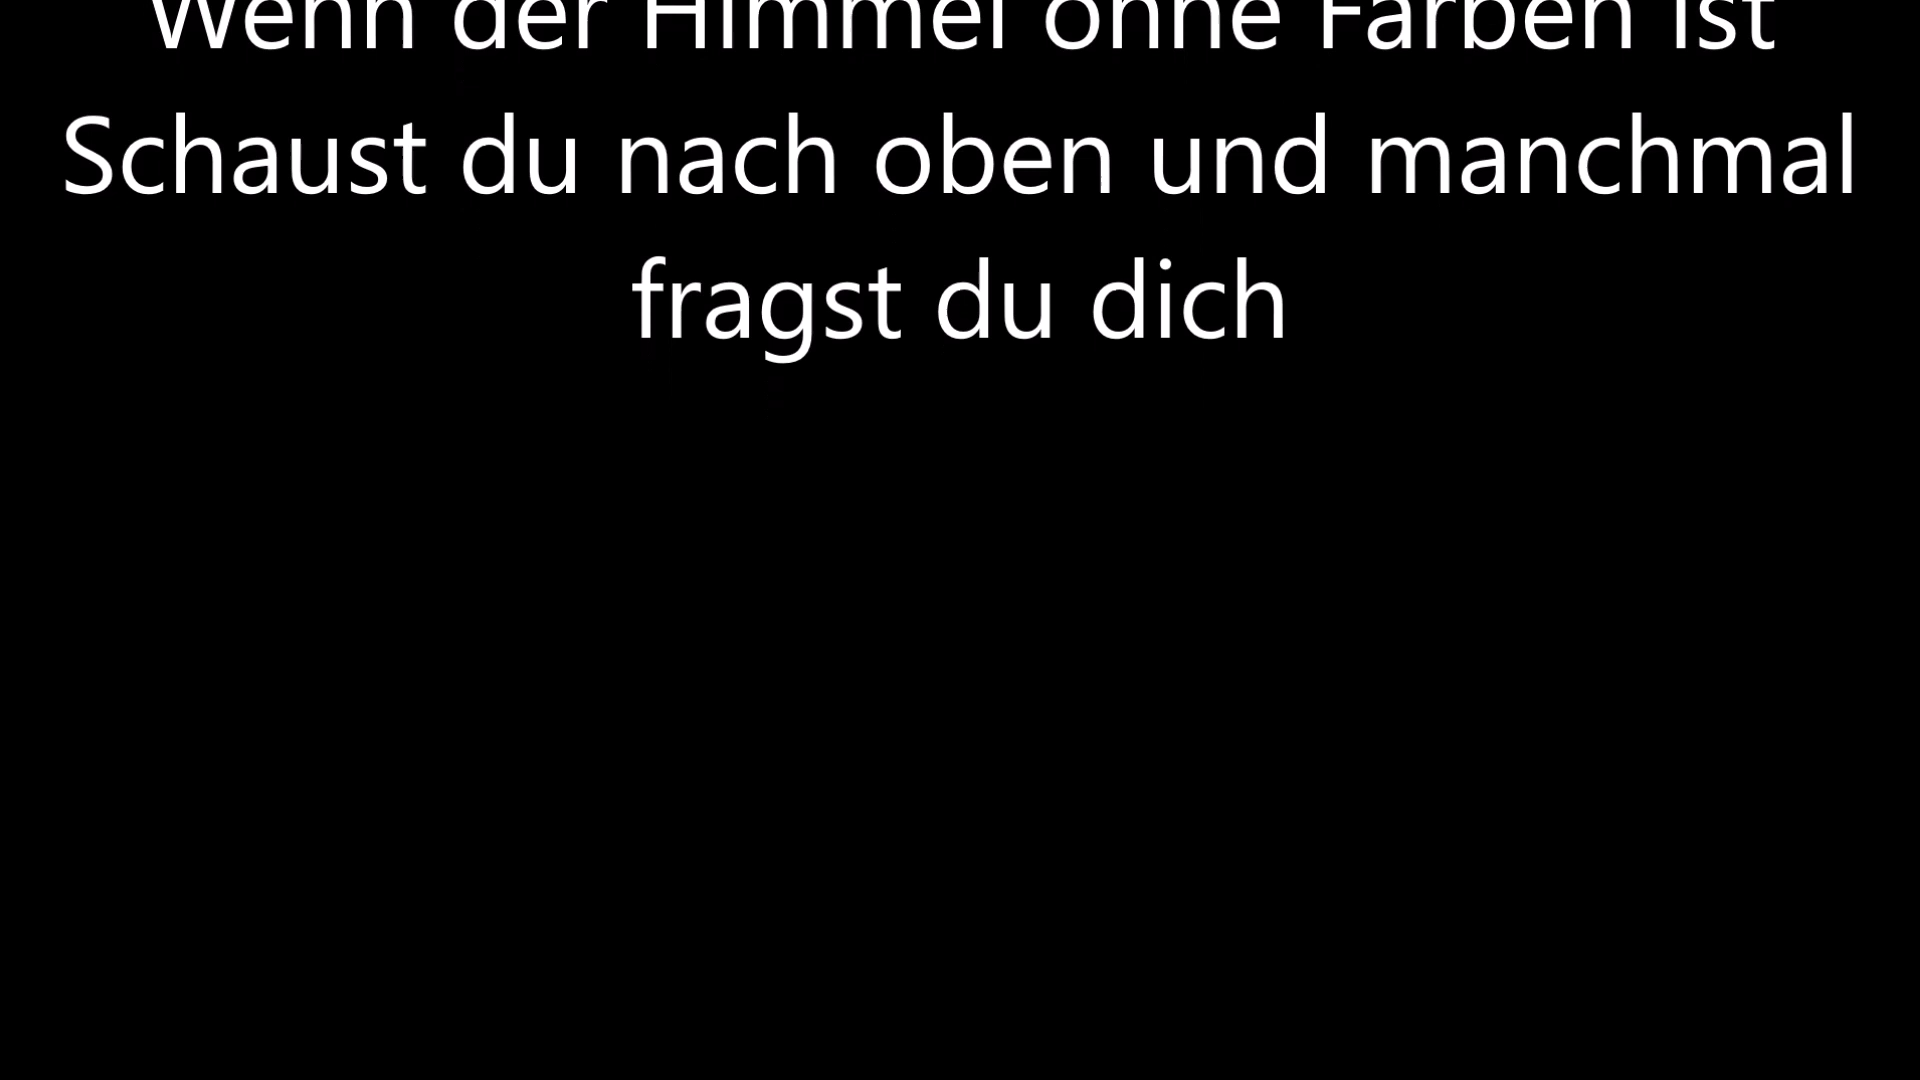 Wenn der Himmel ohne Farben ist
Schaust du nach oben und manchmal
fragst du dich